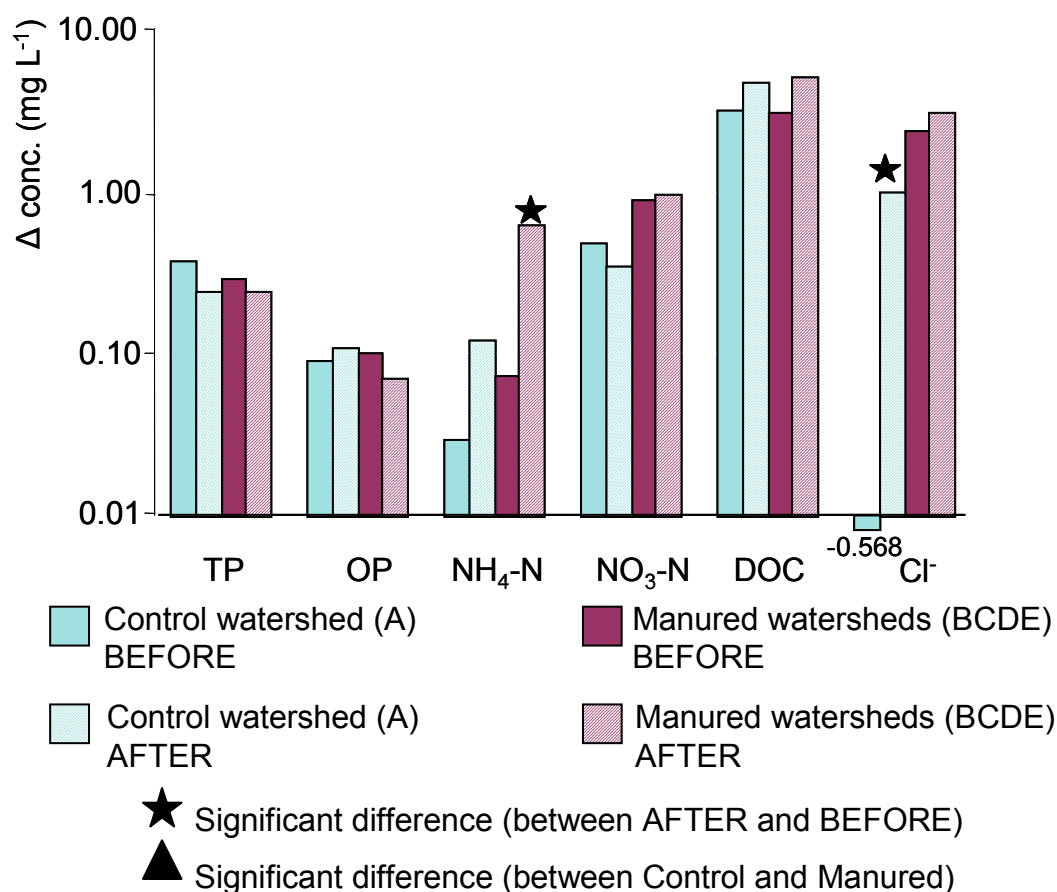 10.00
1.00
0.10
0.01
Δ conc. (mg L⁻¹)
-0.568
TP OP NH₄-N NO₃-N DOC Cl⁻
Control watershed (A)
BEFORE
Manured watersheds (BCDE)
BEFORE
Control watershed (A)
AFTER
Manured watersheds (BCDE)
AFTER
Significant difference (between AFTER and BEFORE)
Significant difference (between Control and Manured)